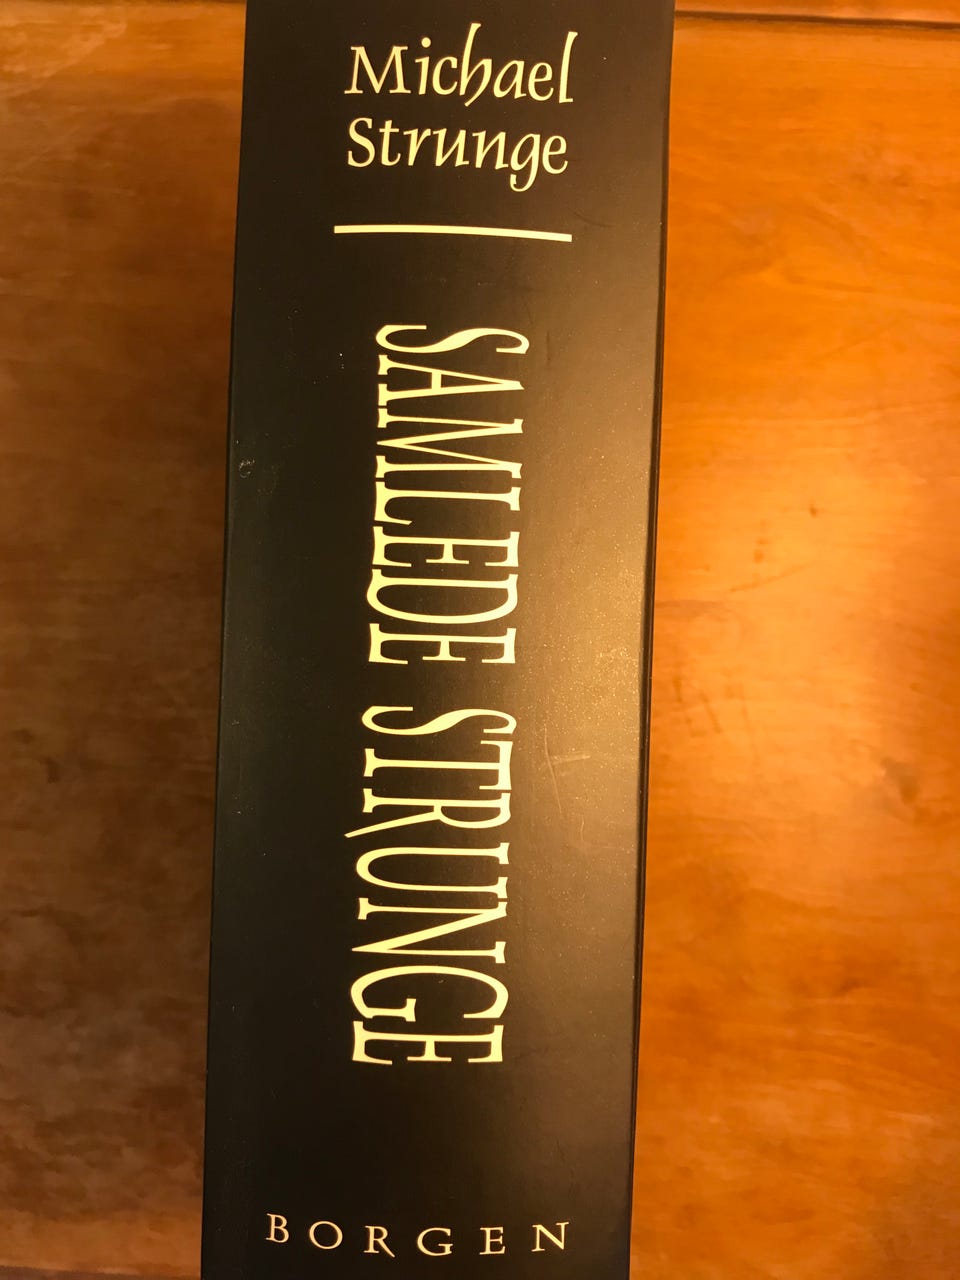 Michael
Strunge
SAMLEDE STRUNGE
BORGEN